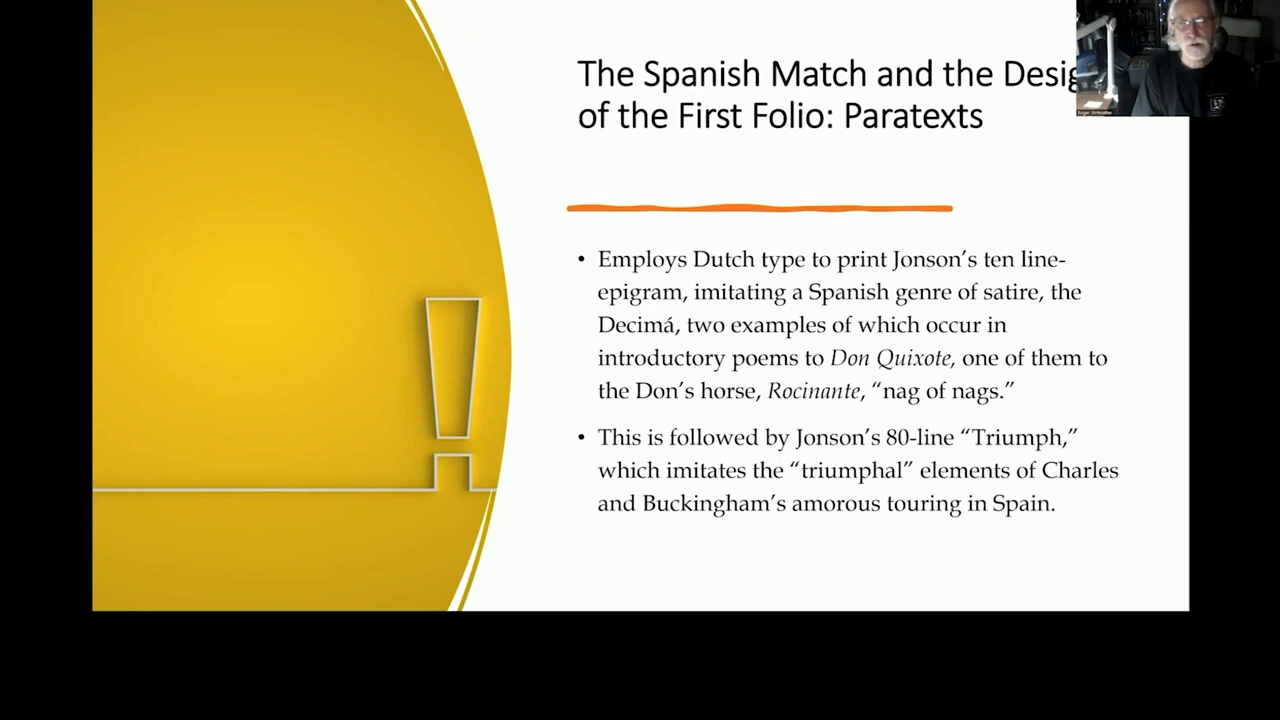 The Spanish Match and the Desig
of the First Folio: Paratexts
• Employs Dutch type to print Jonson’s ten line-
epigram, imitating a Spanish genre of satire, the
Decimá, two examples of which occur in
introductory poems to Don Quixote, one of them to
the Don’s horse, Rocinante, “nag of nags.”
• This is followed by Jonson’s 80-line “Triumph,”
which imitates the “triumphal” elements of Charles
and Buckingham’s amorous touring in Spain.